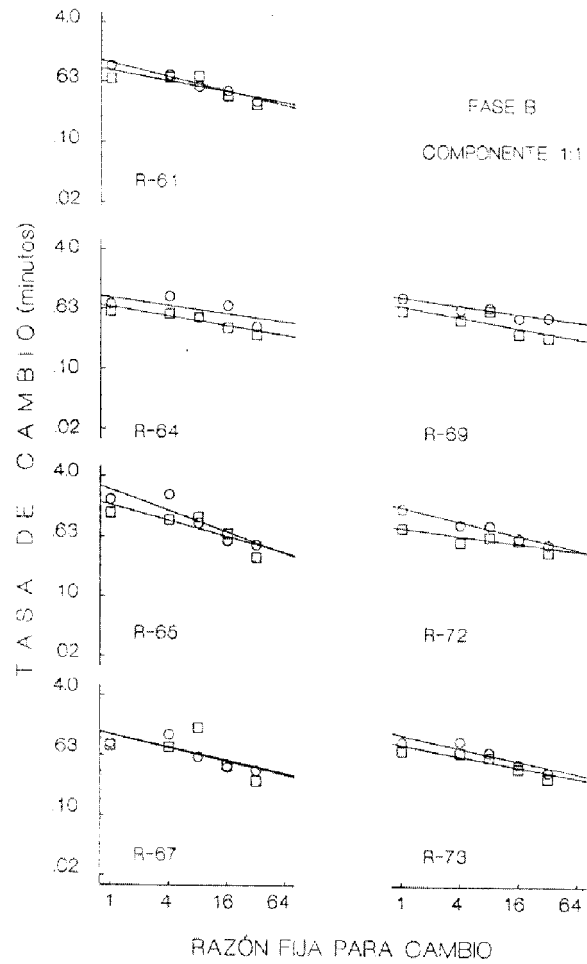 4.0
.63
.10
.02
R-61
FASE B
COMPONENTE 1:1
TASA DE CAMBIO (minutos)
4.0
.63
.10
.02
R-64
R-69
4.0
.63
.10
.02
R-65
R-72
4.0
.63
.10
.02
R-67
R-73
1 4 16 64
1 4 16 64
RAZÓN FIJA PARA CAMBIO